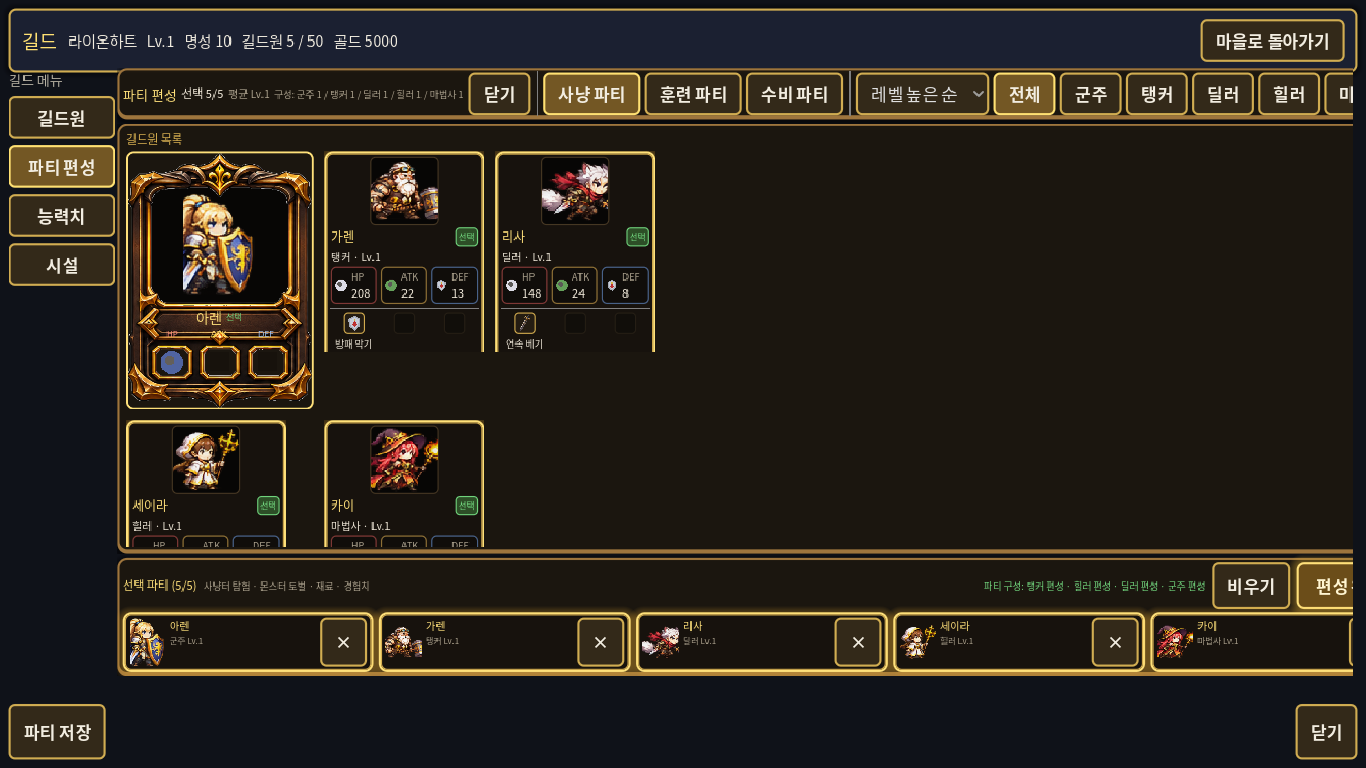 길드 라이온하트 Lv.1 명성 10 길드원 5 / 50 골드 5000 마을로 돌아가기
길드 메뉴
길드원
파티 편성
능력치
시설
파티 편성 선택 5/5 평균 Lv.1 구성: 군주 1 / 탱커 1 / 딜러 1 / 힐러 1 / 마법사 1 닫기 사냥 파티 훈련 파티 수비 파티 레벨 높은 순 전체 군주 탱커 딜러 힐러
길드원 목록
아렌 선택
HP DEF
가렌 선택
탱커 · Lv.1
HP 208 ATK 22 DEF 13
방패 막기
리사 선택
딜러 · Lv.1
HP 148 ATK 24 DEF 8
연속 베기
세이라 선택
힐러 · Lv.1
HP ATK DEF
카이 선택
마법사 · Lv.1
HP ATK DEF
선택 파티 (5/5) 사냥터 탐험 · 몬스터 토벌 · 재료 · 경험치 파티 구성: 탱커 편성 · 힐러 편성 · 딜러 편성 · 군주 편성 비우기 편성
아렌
군주 Lv.1
×
가렌
탱커 Lv.1
×
리사
딜러 Lv.1
×
세이라
힐러 Lv.1
×
카이
마법사 Lv.1
파티 저장
닫기